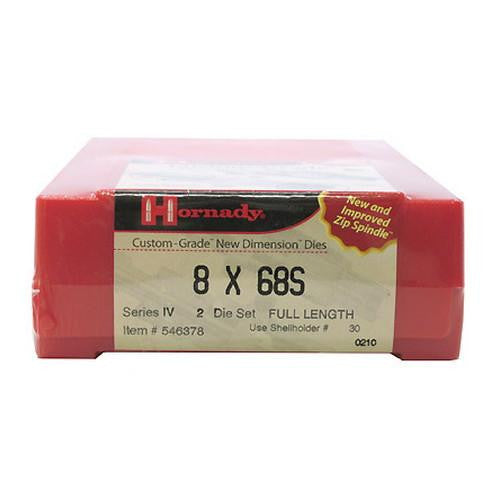 Hornady®
New and
Improved
Zip Spindle™
Custom-Grade™ New Dimension™ Dies
8 X 68S
Series IV 2 Die Set FULL LENGTH
Item # 546378 Use Shellholder # 30
0210